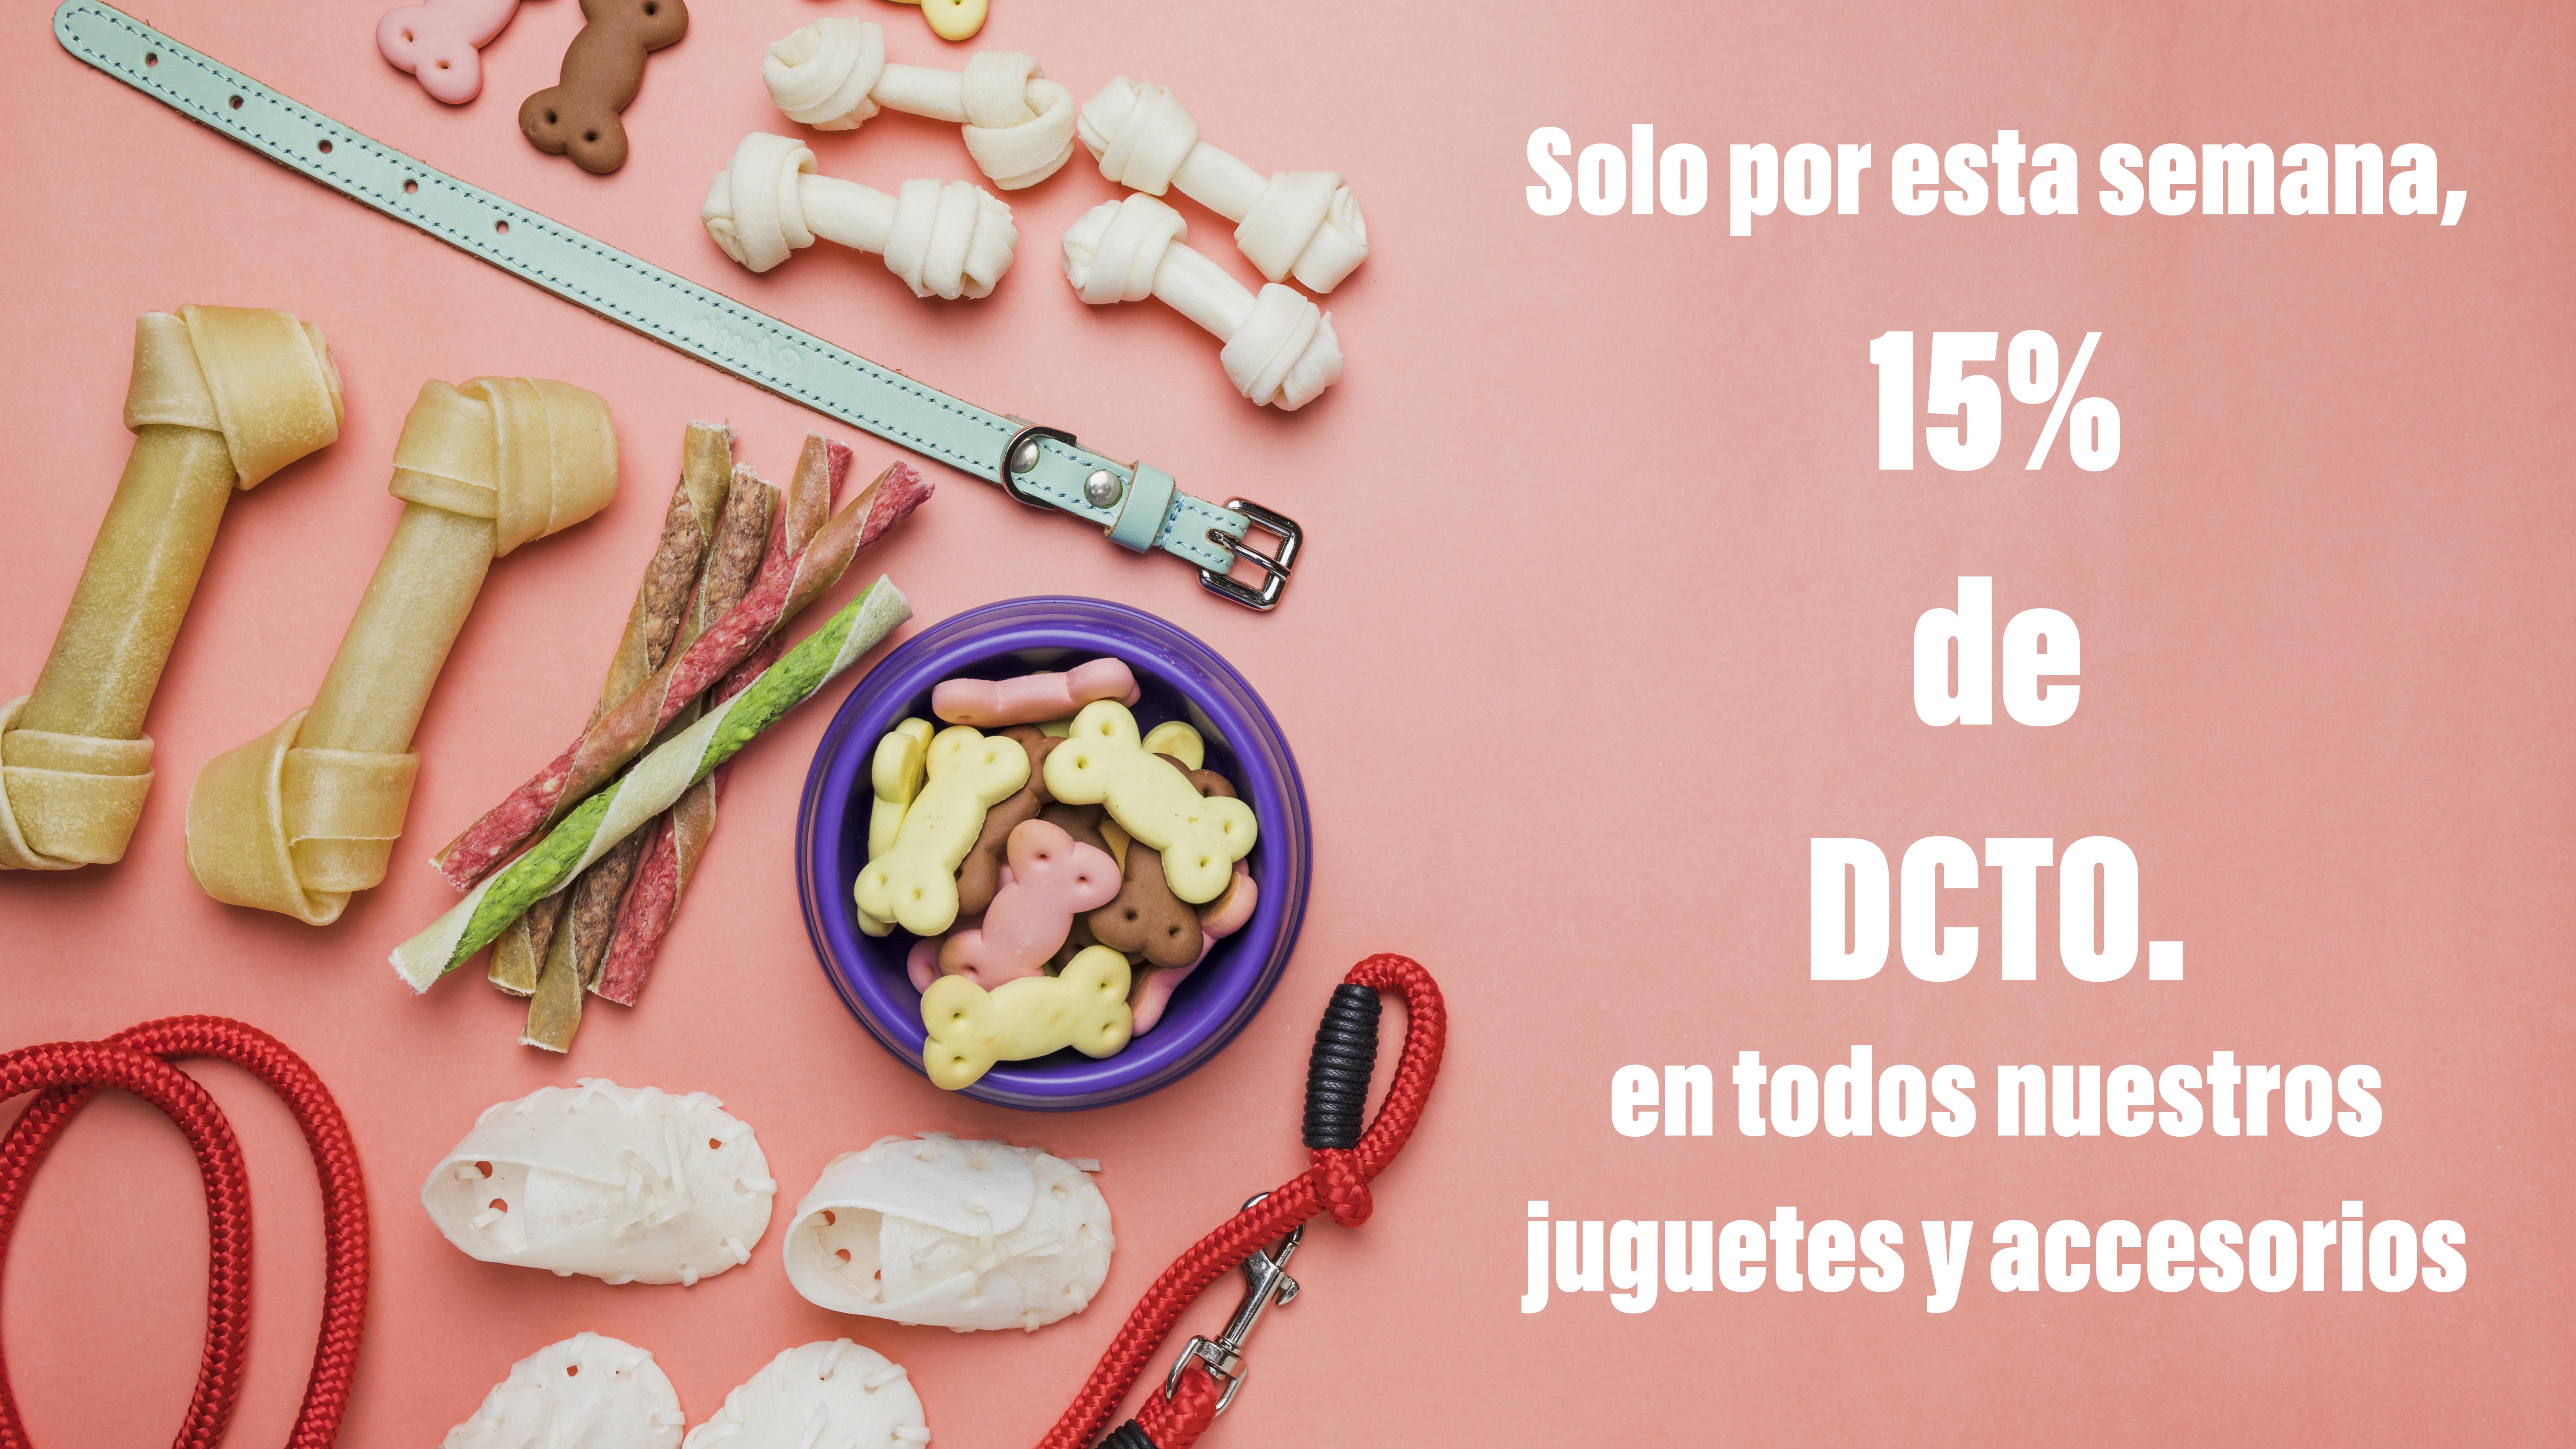 Solo por esta semana,
15%
de
DCTO.
en todos nuestros
juguetes y accesorios